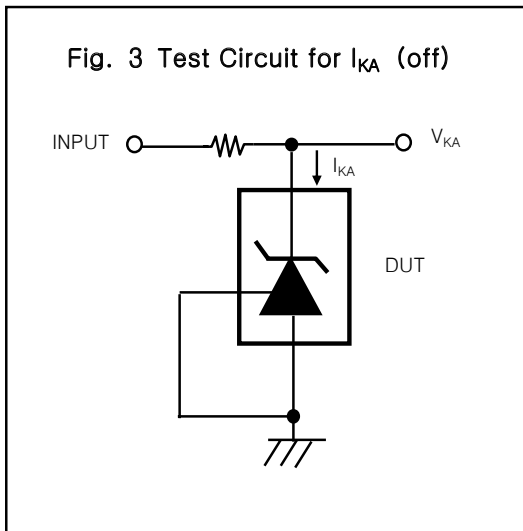 Fig. 3 Test Circuit for IKA (off)
INPUT
VKA
IKA
DUT